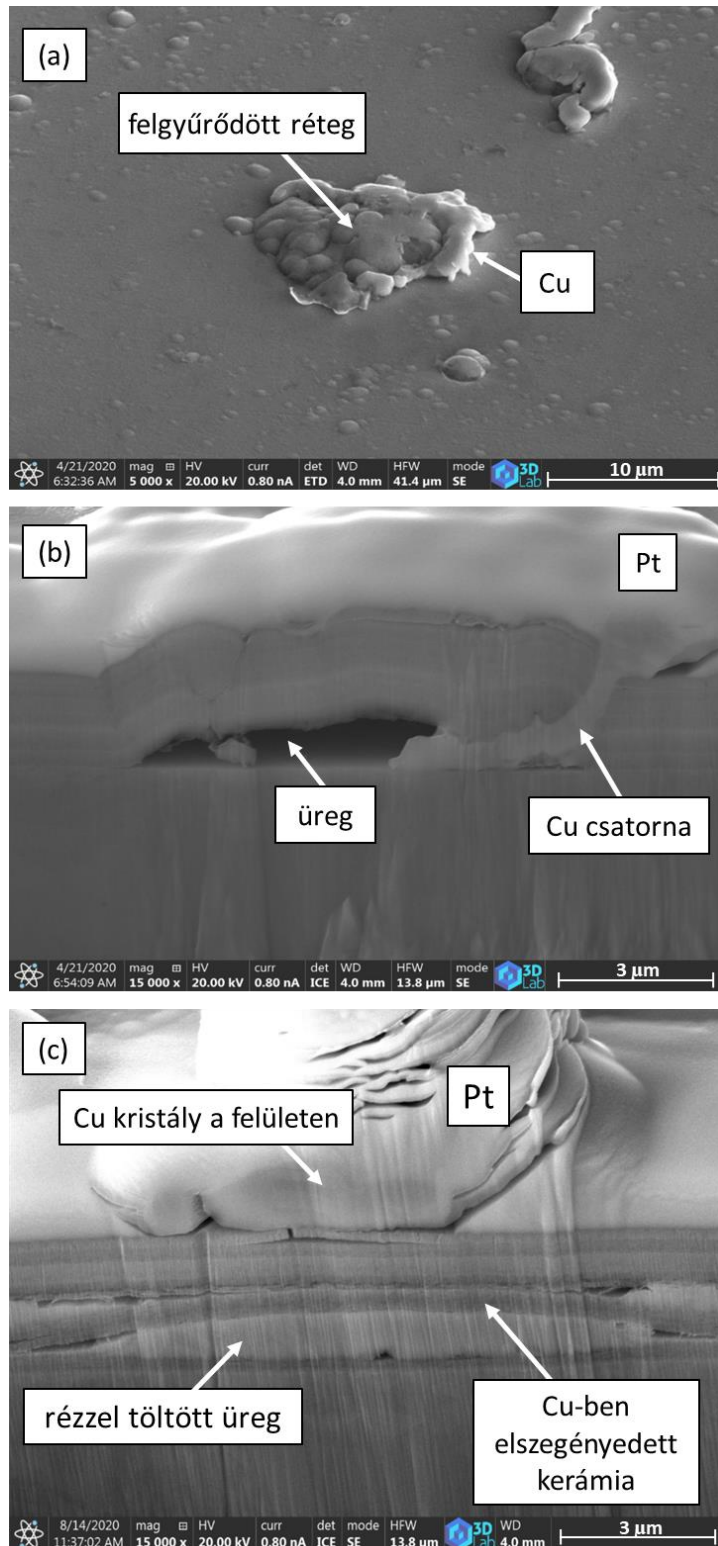 (a)
felgyűrődött réteg
Cu
4/21/2020 mag HV curr det WD HFW mode
6:32:36 AM 5 000 x 20.00 kV 0.80 nA ETD 4.0 mm 41.4 µm SE 3D Lab 10 µm
(b)
Pt
üreg
Cu csatorna
4/21/2020 mag HV curr det WD HFW mode
6:54:09 AM 15 000 x 20.00 kV 0.80 nA ICE 4.0 mm 13.8 µm SE 3D Lab 3 µm
(c)
Pt
Cu kristály a felületen
rézzel töltött üreg
Cu-ben
elszegényedett
kerámia
8/14/2020 mag HV curr det mode HFW 3D WD 3 µm
11:37:02 AM 15 000 x 20.00 kV 0.80 nA ICE SE 13.8 µm Lab 4.0 mm